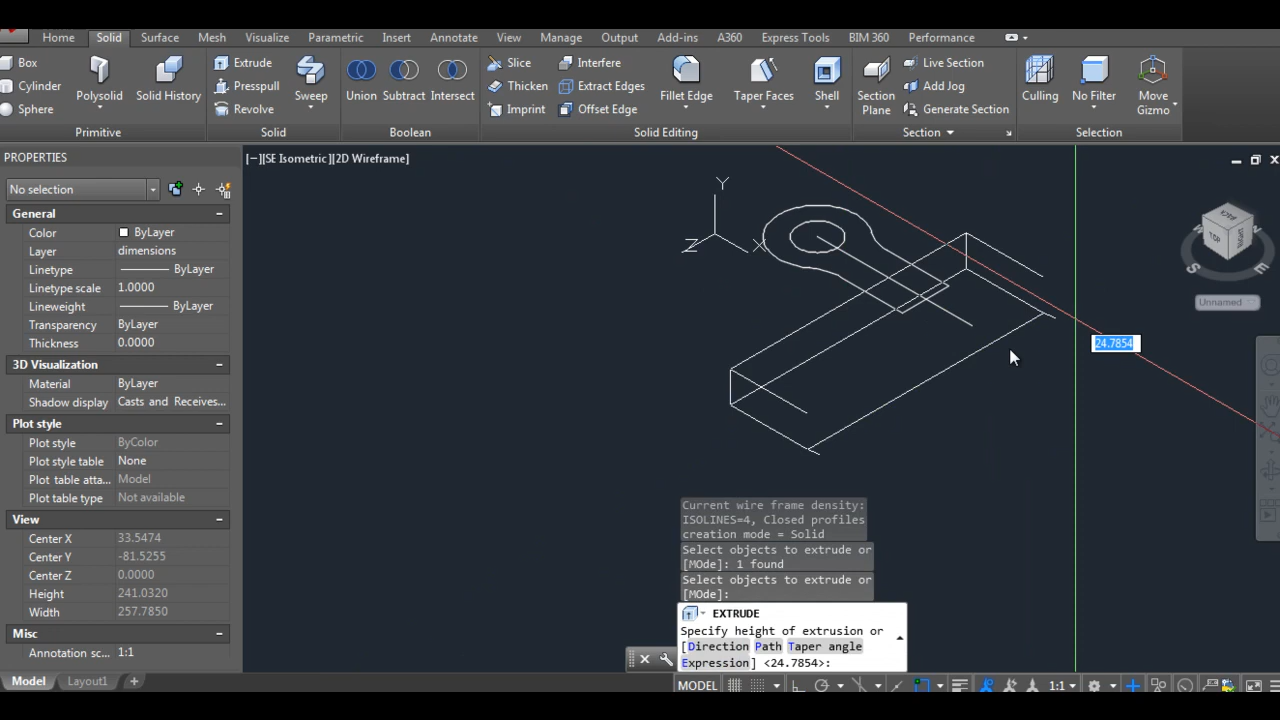 Home Solid Surface Mesh Visualize Parametric Insert Annotate View Manage Output Add-ins A360 Express Tools BIM 360 Performance
Box Extrude Slice Interfere Live Section
Cylinder Presspull Thicken Extract Edges Add Jog
Sphere Revolve Imprint Offset Edge Generate Section
Polysolid Solid History Sweep Union Subtract Intersect Fillet Edge Taper Faces Shell Section Plane Culling No Filter Move Gizmo
Primitive Solid Boolean Solid Editing Section Selection
PROPERTIES
No selection
General
Color ByLayer
Layer dimensions
Linetype ByLayer
Linetype scale 1.0000
Lineweight ByLayer
Transparency ByLayer
Thickness 0.0000
3D Visualization
Material ByLayer
Shadow display Casts and Receives...
Plot style
Plot style ByColor
Plot style table None
Plot table atta... Model
Plot table type Not available
View
Center X 33.5474
Center Y -81.5255
Center Z 0.0000
Height 241.0320
Width 257.7850
Misc
Annotation sc... 1:1
[−][SE Isometric][2D Wireframe]
Y
Z X
TOP
BACK
S
E
Unnamed
24.7854
Current wire frame density:
ISOLINES=4, Closed profiles
creation mode = Solid
Select objects to extrude or
[MOde]: 1 found
Select objects to extrude or
[MOde]:
EXTRUDE
Specify height of extrusion or
[Direction Path Taper angle
Expression] <24.7854>:
Model Layout1 +
MODEL 1:1